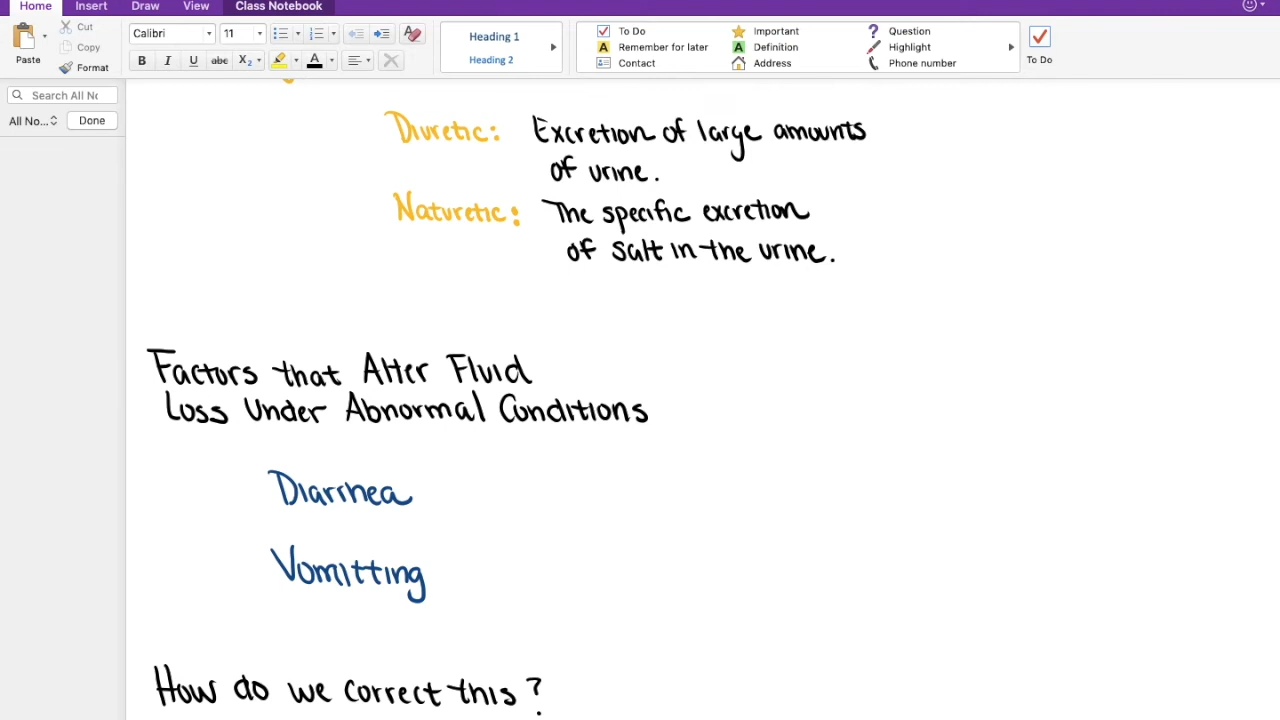 Home Insert Draw View Class Notebook
Cut
Copy
Paste
Format
Calibri 11
B I U abc X₂ A
Heading 1
Heading 2
To Do
Remember for later
Contact
Important
Definition
Address
Question
Highlight
Phone number
To Do
Search All No
All No... Done
Diuretic: Excretion of large amounts
of urine.
Naturetic: The specific excretion
of salt in the urine.
Factors that Alter Fluid
Loss Under Abnormal Conditions
Diarrhea
Vomitting
How do we correct this?